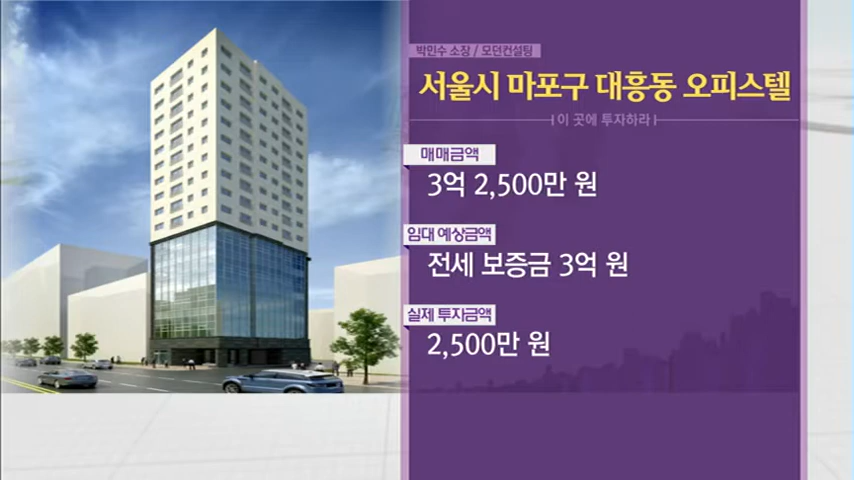 박인수 소장 / 모던컨설팅
서울시 마포구 대흥동 오피스텔
이 곳에 투자하라
매매금액
3억 2,500만 원
임대 예상금액
전세 보증금 3억 원
실제 투자금액
2,500만 원